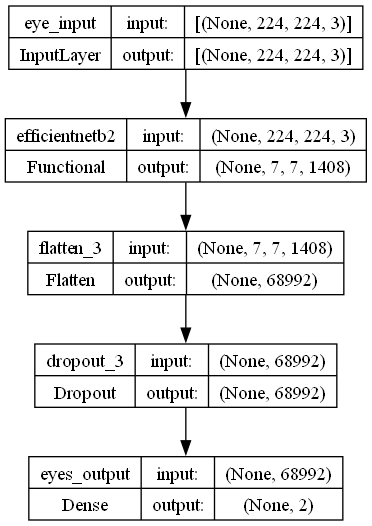 eye_input input: [(None, 224, 224, 3)]
InputLayer output: [(None, 224, 224, 3)]
efficientnetb2 input: (None, 224, 224, 3)
Functional output: (None, 7, 7, 1408)
flatten_3 input: (None, 7, 7, 1408)
Flatten output: (None, 68992)
dropout_3 input: (None, 68992)
Dropout output: (None, 68992)
eyes_output input: (None, 68992)
Dense output: (None, 2)